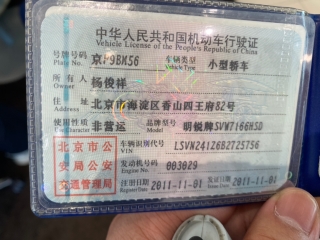 中华人民共和国机动车行驶证
Vehicle License of the People's Republic of China
号牌号码 京P9BK56 车辆类型 小型轿车
Plate No. Vehicle Type
所有人 杨俊祥
Owner
住址 北京市海淀区香山四王府82号
Address
使用性质 非营运 品牌型号 明锐牌SVW7166HSD
Use Character Model
北京市公安局公安交通管理局
车辆识别代号 LSVN241Z6B2725756
VIN
发动机号码 003029
Engine No.
注册日期 2011-11-01 发证日期 2011-11-01
Register Date Issue Date